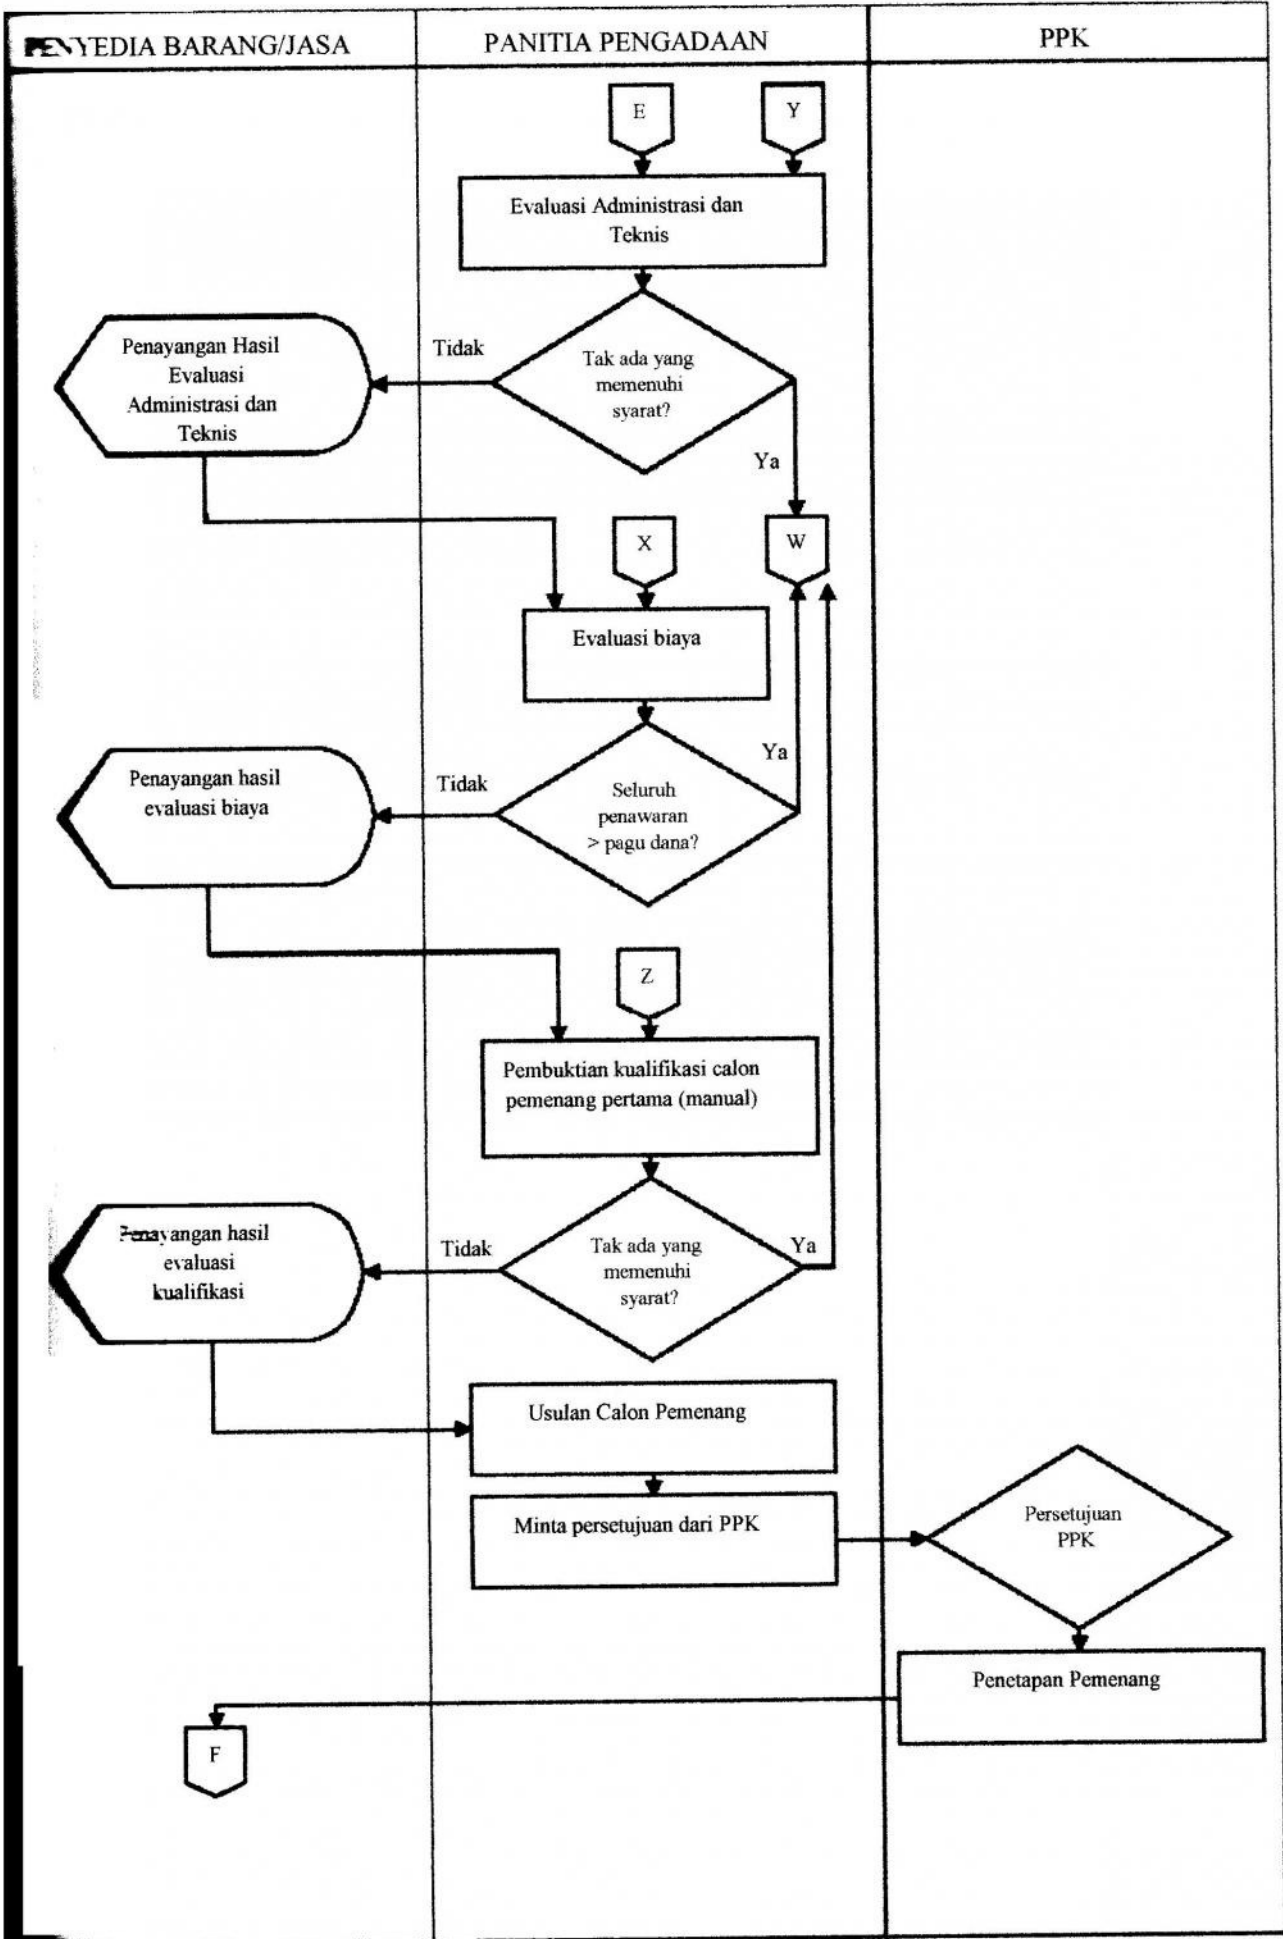 PENYEDIA BARANG/JASA
PANITIA PENGADAAN
PPK
E
Y
Evaluasi Administrasi dan
Teknis
Penayangan Hasil
Evaluasi
Administrasi dan
Teknis
Tidak
Tak ada yang
memenuhi
syarat?
Ya
X
W
Evaluasi biaya
Penayangan hasil
evaluasi biaya
Tidak
Seluruh
penawaran
> pagu dana?
Ya
Z
Pembuktian kualifikasi calon
pemenang pertama (manual)
Penayangan hasil
evaluasi
kualifikasi
Tidak
Tak ada yang
memenuhi
syarat?
Ya
Usulan Calon Pemenang
Minta persetujuan dari PPK
Persetujuan
PPK
Penetapan Pemenang
F